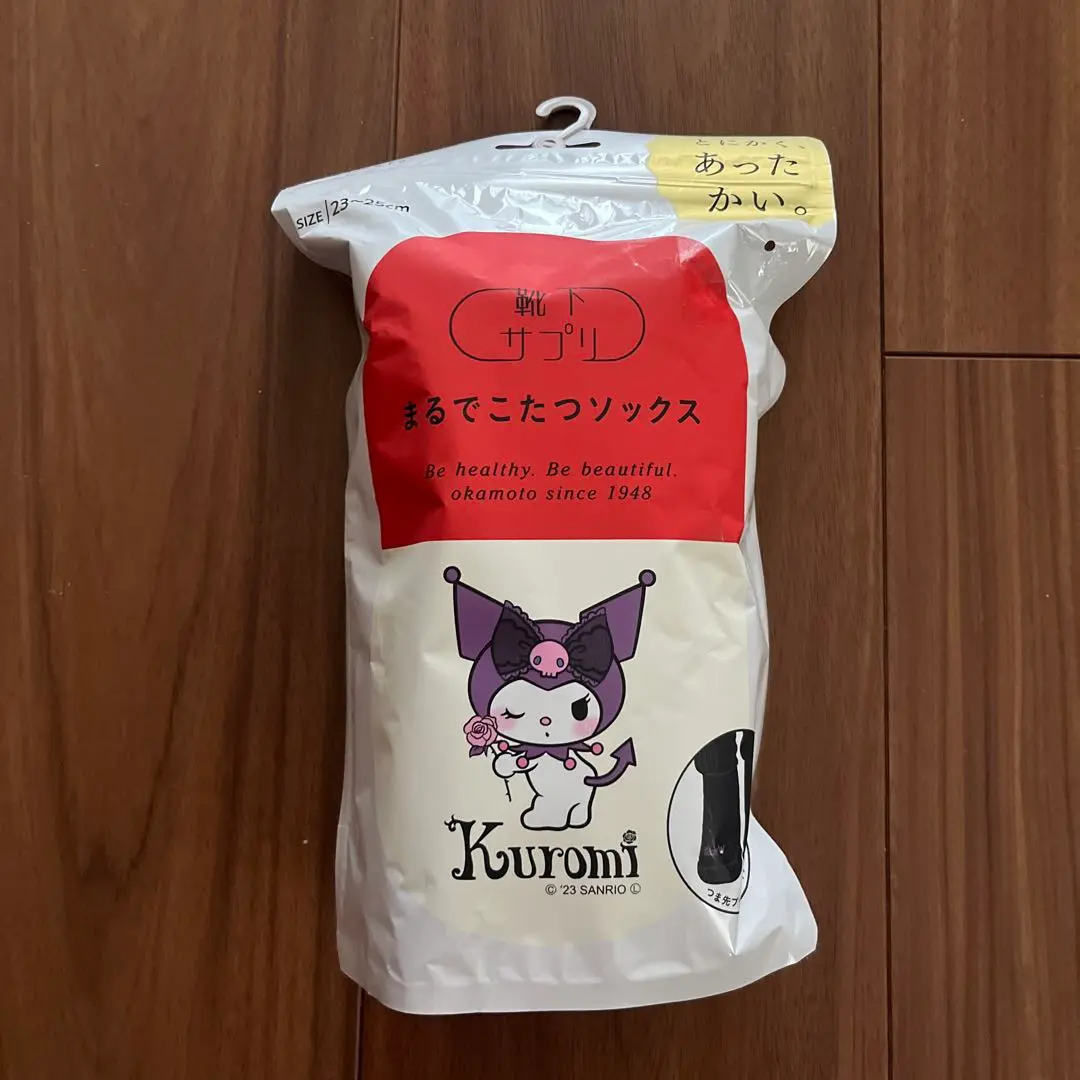 とにかく、
あった
かい。
SIZE 23~25cm
靴下
サプリ
まるでこたつソックス
Be healthy. Be beautiful.
okamoto since 1948
Kuromi
© '23 SANRIO Ⓛ
つま先